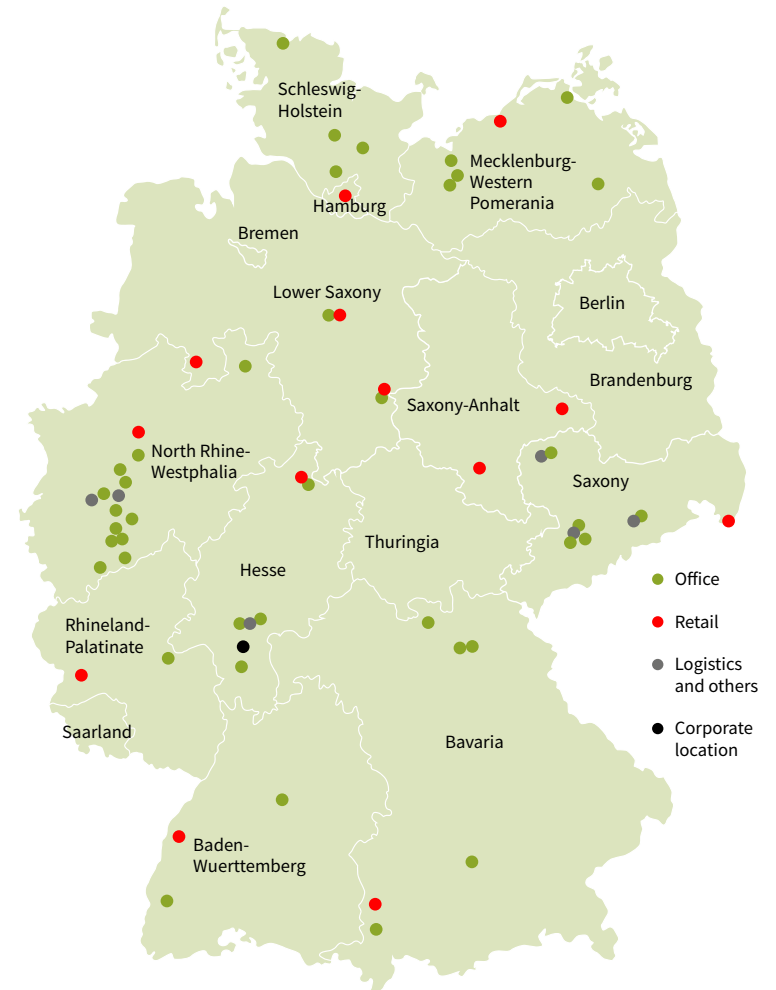 Schleswig-
Holstein
Mecklenburg-
Western
Pomerania
Hamburg
Bremen
Lower Saxony
Berlin
Brandenburg
Saxony-Anhalt
North Rhine-
Westphalia
Saxony
Thuringia
Hesse
Office
Retail
Rhineland-
Palatinate
Logistics
and others
Saarland
Corporate
location
Bavaria
Baden-
Wuerttemberg